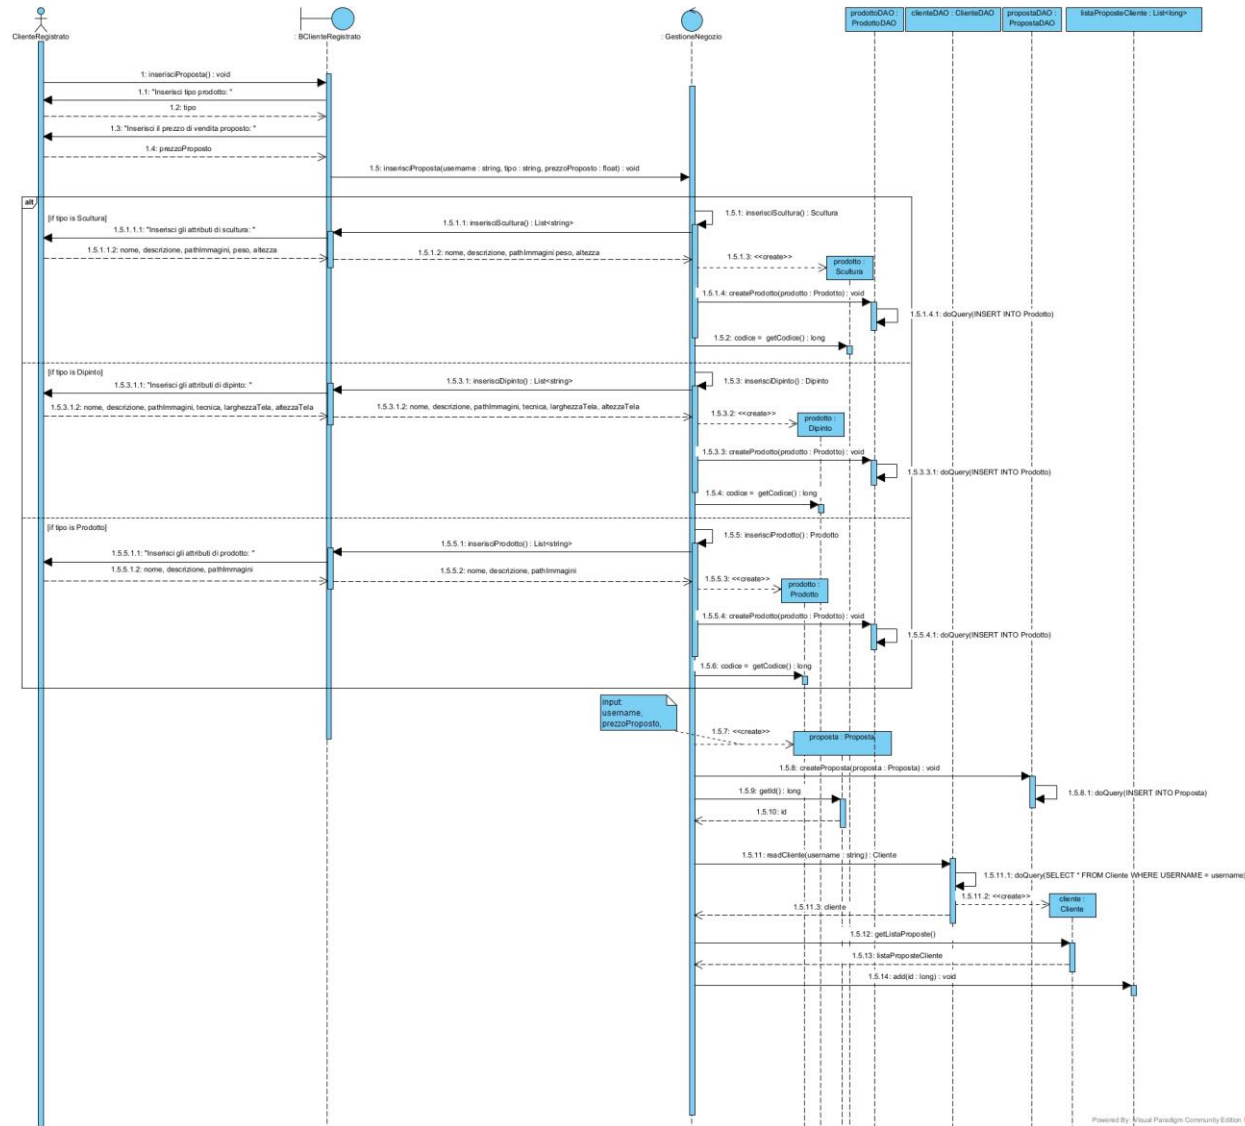 prodottoDAO :
ProdottoDAO
clienteDAO : ClienteDAO
propostaDAO :
PropostaDAO
listaProposteCliente : List<long>
ClienteRegistrato
: BClienteRegistrato
: GestioneNegozio
1: inserisciProposta() : void
1.1: "Inserisci tipo prodotto: "
1.2: tipo
1.3: "Inserisci il prezzo di vendita proposto: "
1.4: prezzoProposto
1.5: inserisciProposta(username : string, tipo : string, prezzoProposto : float) : void
alt
[if tipo is Scultura]
1.5.1: inserisciScultura() : Scultura
1.5.1.1: inserisciScultura() : List<string>
1.5.1.1.1: "Inserisci gli attributi di scultura: "
1.5.1.1.2: nome, descrizione, pathImmagini, peso, altezza
1.5.1.2: nome, descrizione, pathImmagini peso, altezza
1.5.1.3: <<create>>
prodotto :
Scultura
1.5.1.4: createProdotto(prodotto : Prodotto) : void
1.5.1.4.1: doQuery(INSERT INTO Prodotto)
1.5.2: codice = getCodice() : long
[if tipo is Dipinto]
1.5.3: inserisciDipinto() : Dipinto
1.5.3.1: inserisciDipinto() : List<string>
1.5.3.1.1: "Inserisci gli attributi di dipinto: "
1.5.3.1.2: nome, descrizione, pathImmagini, tecnica, larghezzaTela, altezzaTela
1.5.3.1.2: nome, descrizione, pathImmagini, tecnica, larghezzaTela, altezzaTela
1.5.3.2: <<create>>
prodotto :
Dipinto
1.5.3.3: createProdotto(prodotto : Prodotto) : void
1.5.3.3.1: doQuery(INSERT INTO Prodotto)
1.5.4: codice = getCodice() : long
[if tipo is Prodotto]
1.5.5: inserisciProdotto() : Prodotto
1.5.5.1: inserisciProdotto() : List<string>
1.5.5.1.1: "Inserisci gli attributi di prodotto: "
1.5.5.1.2: nome, descrizione, pathImmagini
1.5.5.2: nome, descrizione, pathImmagini
1.5.5.3: <<create>>
prodotto :
Prodotto
1.5.5.4: createProdotto(prodotto : Prodotto) : void
1.5.5.4.1: doQuery(INSERT INTO Prodotto)
1.5.6: codice = getCodice() : long
input:
username,
prezzoProposto,
1.5.7: <<create>>
proposta : Proposta
1.5.8: createProposta(proposta : Proposta) : void
1.5.8.1: doQuery(INSERT INTO Proposta)
1.5.9: getId() : long
1.5.10: id
1.5.11: readCliente(username : string) : Cliente
1.5.11.1: doQuery(SELECT * FROM Cliente WHERE USERNAME = username)
1.5.11.2: <<create>>
cliente :
Cliente
1.5.11.3: cliente
1.5.12: getListaProposte()
1.5.13: listaProposteCliente
1.5.14: add(id : long) : void
Powered By: Visual Paradigm Community Edition